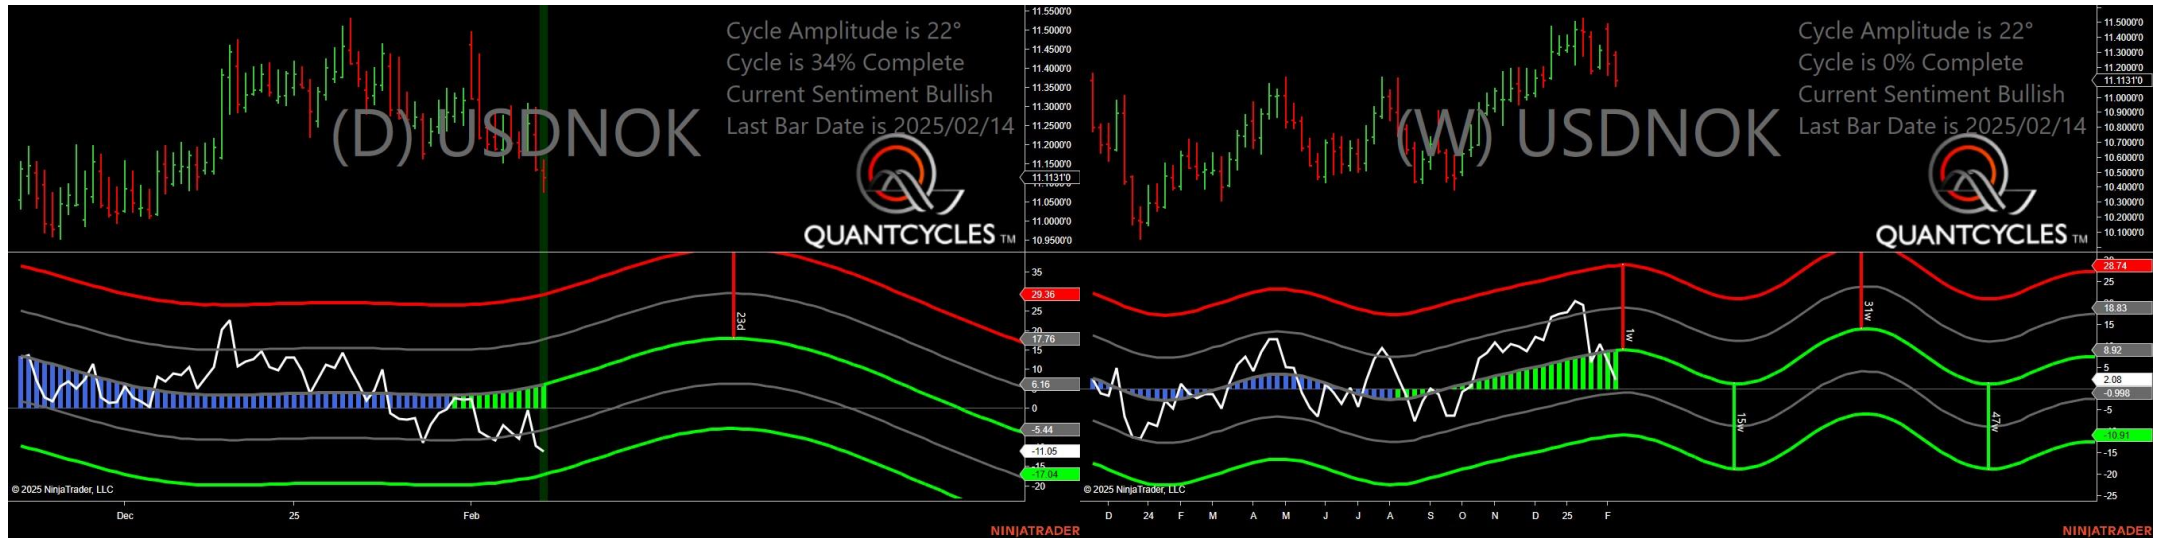 Cycle Amplitude is 22°
Cycle is 34% Complete
Current Sentiment Bullish
Last Bar Date is 2025/02/14
(D) USDNOK
QUANTCYCLES TM
11.5500'0
11.5000'0
11.4500'0
11.4000'0
11.3500'0
11.3000'0
11.2500'0
11.2000'0
11.1500'0
11.1131'0
11.0500'0
11.0000'0
10.9500'0
35
29.36
25
17.76
15
6.16
0
-5.44
-11.05
-15
-17.04
-20
23d
© 2025 NinjaTrader, LLC
Dec
25
Feb
NINJATRADER
Cycle Amplitude is 22°
Cycle is 0% Complete
Current Sentiment Bullish
Last Bar Date is 2025/02/14
(W) USDNOK
QUANTCYCLES TM
11.5000'0
11.3000'0
11.2000'0
11.1131'0
11.0000'0
10.9000'0
10.8000'0
10.7000'0
10.6000'0
10.5000'0
10.4000'0
10.3000'0
10.2000'0
10.1000'0
28.74
25
18.83
15
8.92
5
2.08
-0.998
-5
-10.91
-15
-20
-25
1w
15w
31w
47w
© 2025 NinjaTrader, LLC
D 24 F M A M J J A S O N D 25 F
NINJATRADER